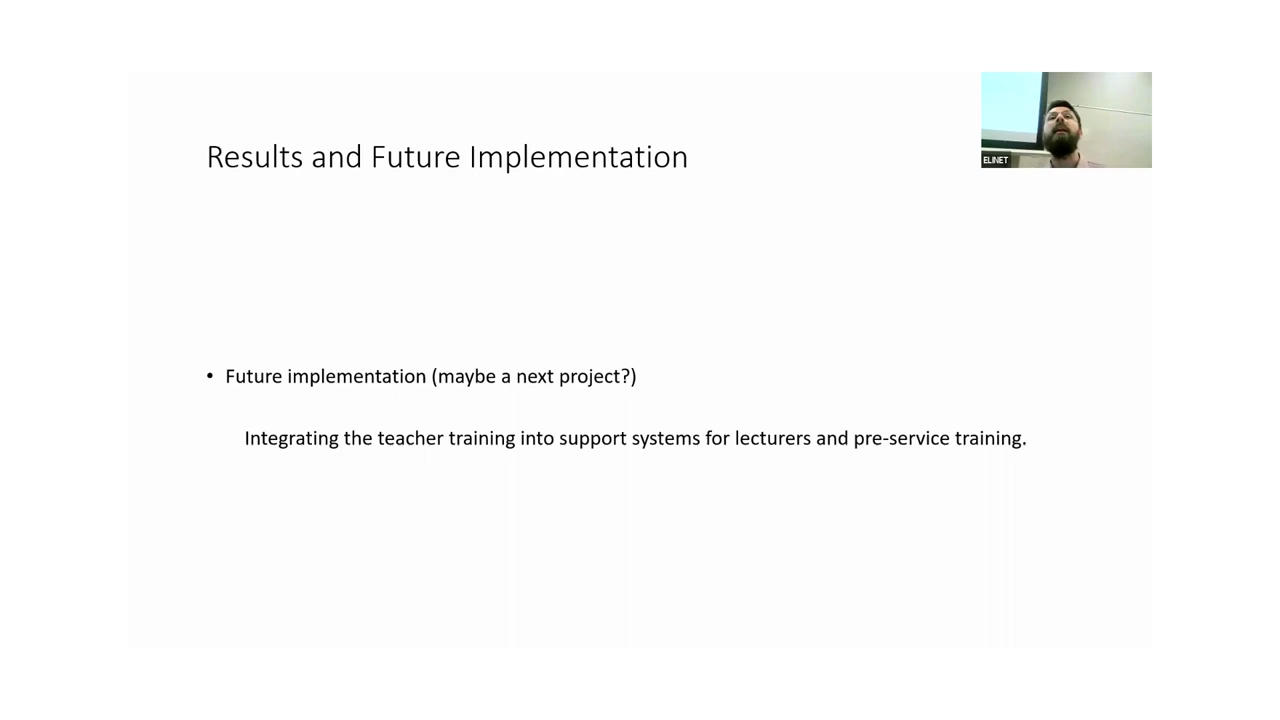 Results and Future Implementation
ELINET
• Future implementation (maybe a next project?)
Integrating the teacher training into support systems for lecturers and pre-service training.